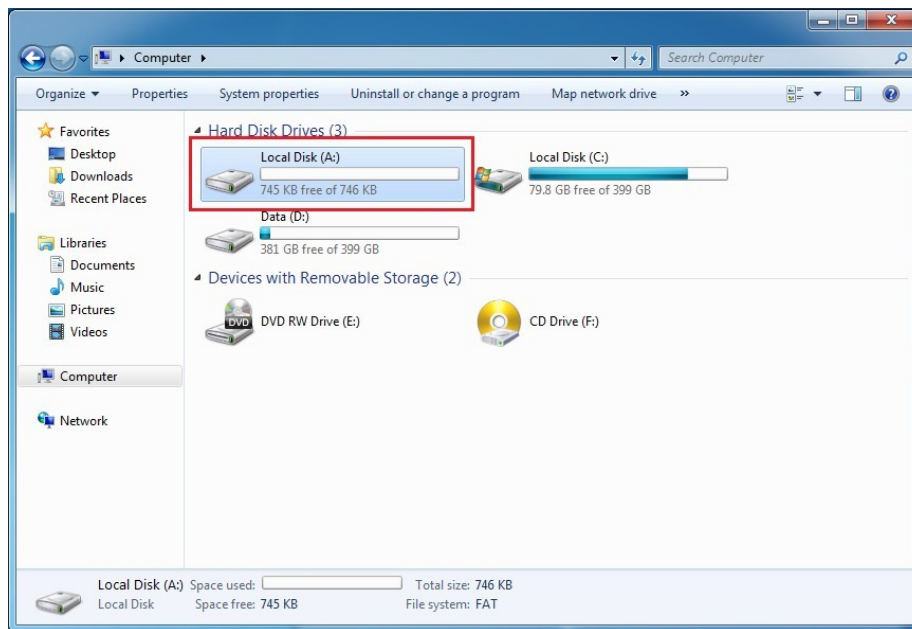 Computer
Search Computer
Organize Properties System properties Uninstall or change a program Map network drive »
Favorites
Desktop
Downloads
Recent Places
Libraries
Documents
Music
Pictures
Videos
Computer
Network
Hard Disk Drives (3)
Local Disk (A:)
745 KB free of 746 KB
Local Disk (C:)
79.8 GB free of 399 GB
Data (D:)
381 GB free of 399 GB
Devices with Removable Storage (2)
DVD
DVD RW Drive (E:)
CD Drive (F:)
Local Disk (A:) Space used: Total size: 746 KB
Local Disk Space free: 745 KB File system: FAT